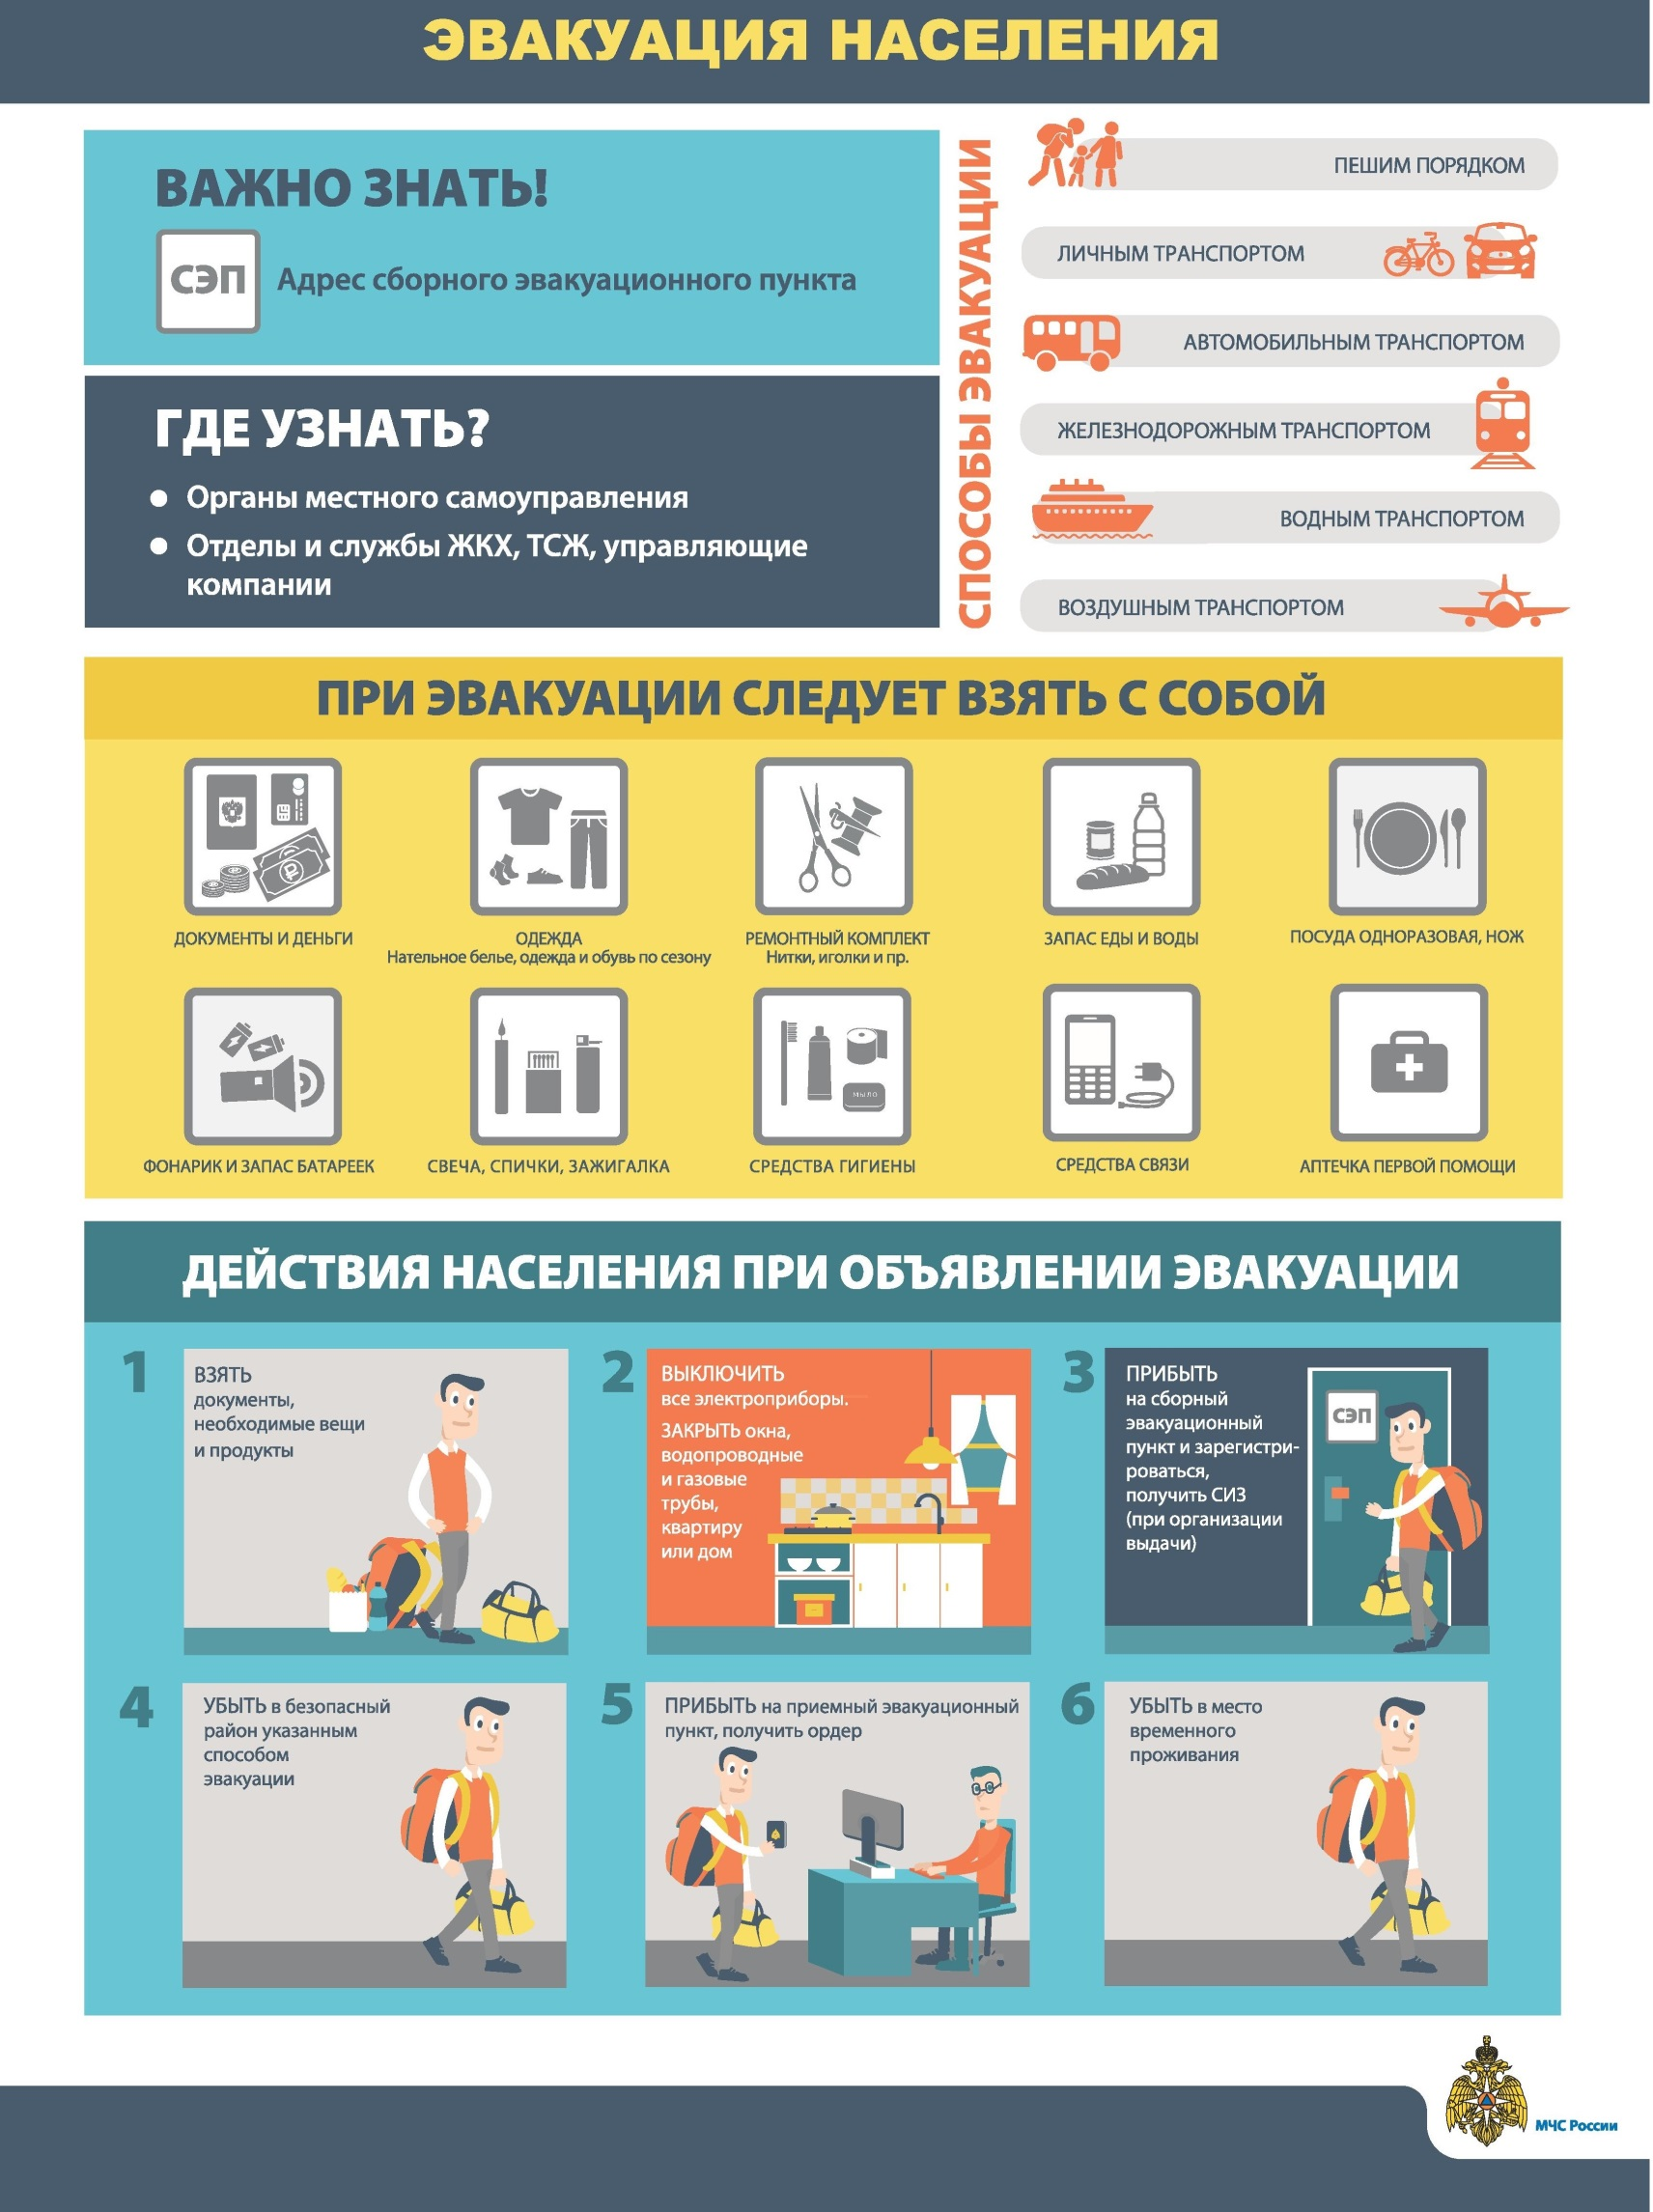 ЭВАКУАЦИЯ НАСЕЛЕНИЯ
ВАЖНО ЗНАТЬ!
СЭП
Адрес сборного эвакуационного пункта
ГДЕ УЗНАТЬ?
Органы местного самоуправления
Отделы и службы ЖКХ, ТСЖ, управляющие
компании
СПОСОБЫ ЭВАКУАЦИИ
ПЕШИМ ПОРЯДКОМ
ЛИЧНЫМ ТРАНСПОРТОМ
АВТОМОБИЛЬНЫМ ТРАНСПОРТОМ
ЖЕЛЕЗНОДОРОЖНЫМ ТРАНСПОРТОМ
ВОДНЫМ ТРАНСПОРТОМ
ВОЗДУШНЫМ ТРАНСПОРТОМ
ПРИ ЭВАКУАЦИИ СЛЕДУЕТ ВЗЯТЬ С СОБОЙ
ДОКУМЕНТЫ И ДЕНЬГИ
ОДЕЖДА
Нательное белье, одежда и обувь по сезону
РЕМОНТНЫЙ КОМПЛЕКТ
Нитки, иголки и пр.
ЗАПАС ЕДЫ И ВОДЫ
ПОСУДА ОДНОРАЗОВАЯ, НОЖ
ФОНАРИК И ЗАПАС БАТАРЕЕК
СВЕЧА, СПИЧКИ, ЗАЖИГАЛКА
МЫЛО
СРЕДСТВА ГИГИЕНЫ
СРЕДСТВА СВЯЗИ
АПТЕЧКА ПЕРВОЙ ПОМОЩИ
ДЕЙСТВИЯ НАСЕЛЕНИЯ ПРИ ОБЪЯВЛЕНИИ ЭВАКУАЦИИ
1
ВЗЯТЬ
документы,
необходимые вещи
и продукты
2
ВЫКЛЮЧИТЬ
все электроприборы.
ЗАКРЫТЬ окна,
водопроводные
и газовые
трубы,
квартиру
или дом
3
ПРИБЫТЬ
на сборный
эвакуационный
пункт и зарегистри-
роваться,
получить СИЗ
(при организации
выдачи)
СЭП
4
УБЫТЬ в безопасный
район указанным
способом
эвакуации
5
ПРИБЫТЬ на приемный эвакуационный
пункт, получить ордер
6
УБЫТЬ в место
временного
проживания
МЧС России